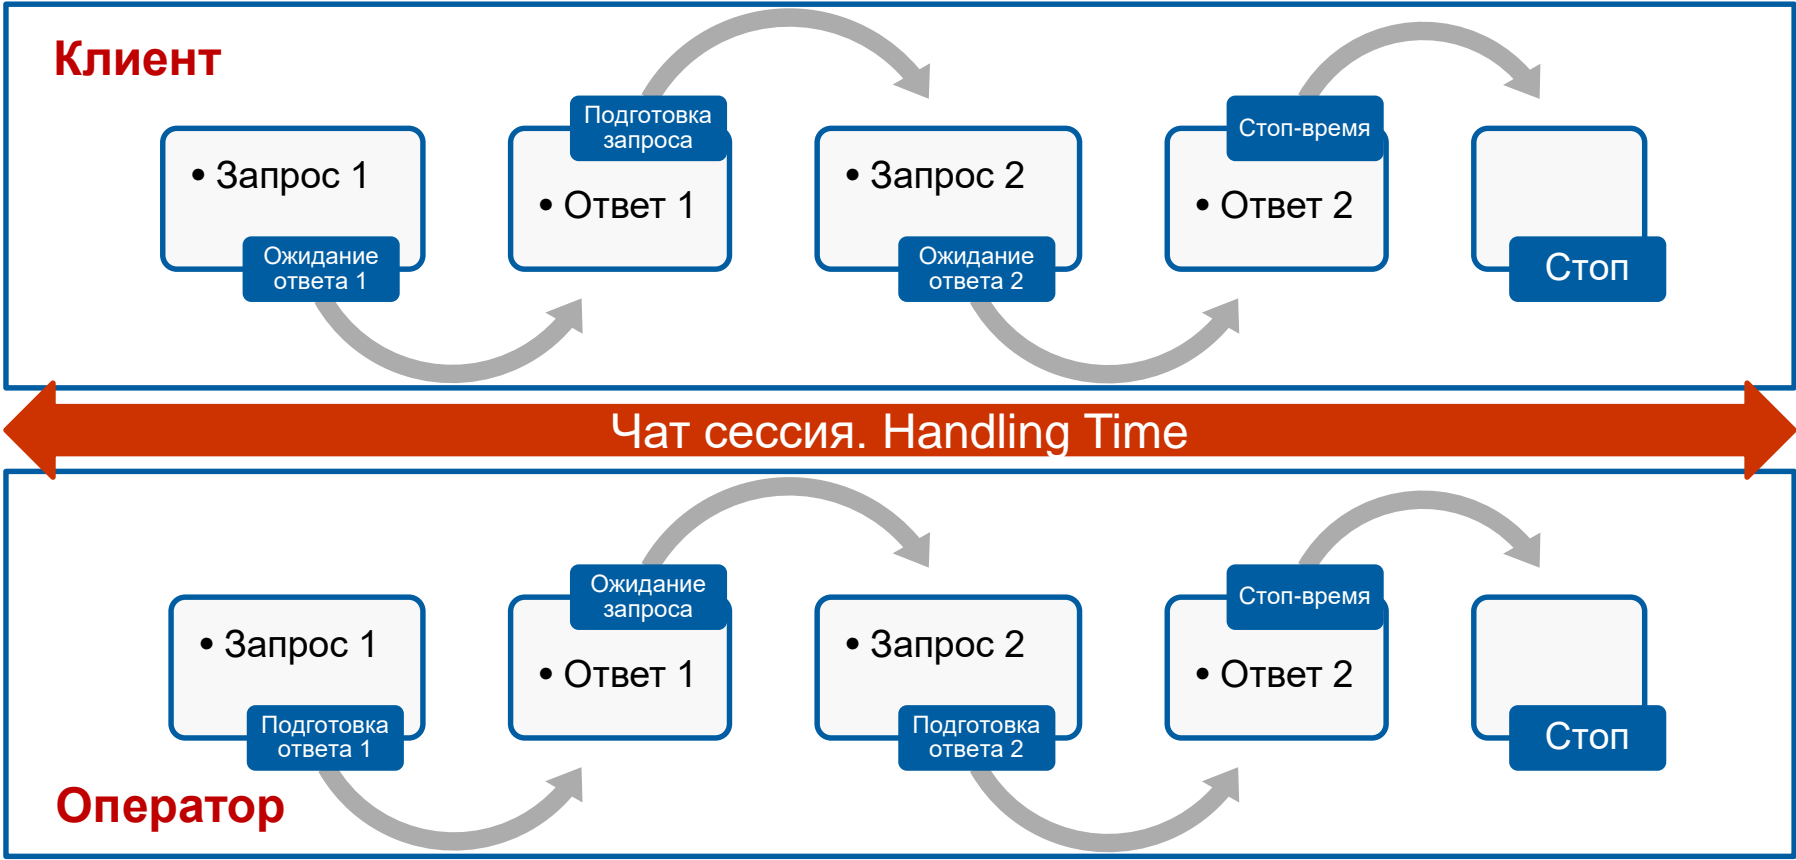 Клиент
• Запрос 1
Ожидание
ответа 1
Подготовка
запроса
• Ответ 1
• Запрос 2
Ожидание
ответа 2
Стоп-время
• Ответ 2
Стоп
Чат сессия. Handling Time
• Запрос 1
Подготовка
ответа 1
Ожидание
запроса
• Ответ 1
• Запрос 2
Подготовка
ответа 2
Стоп-время
• Ответ 2
Стоп
Оператор